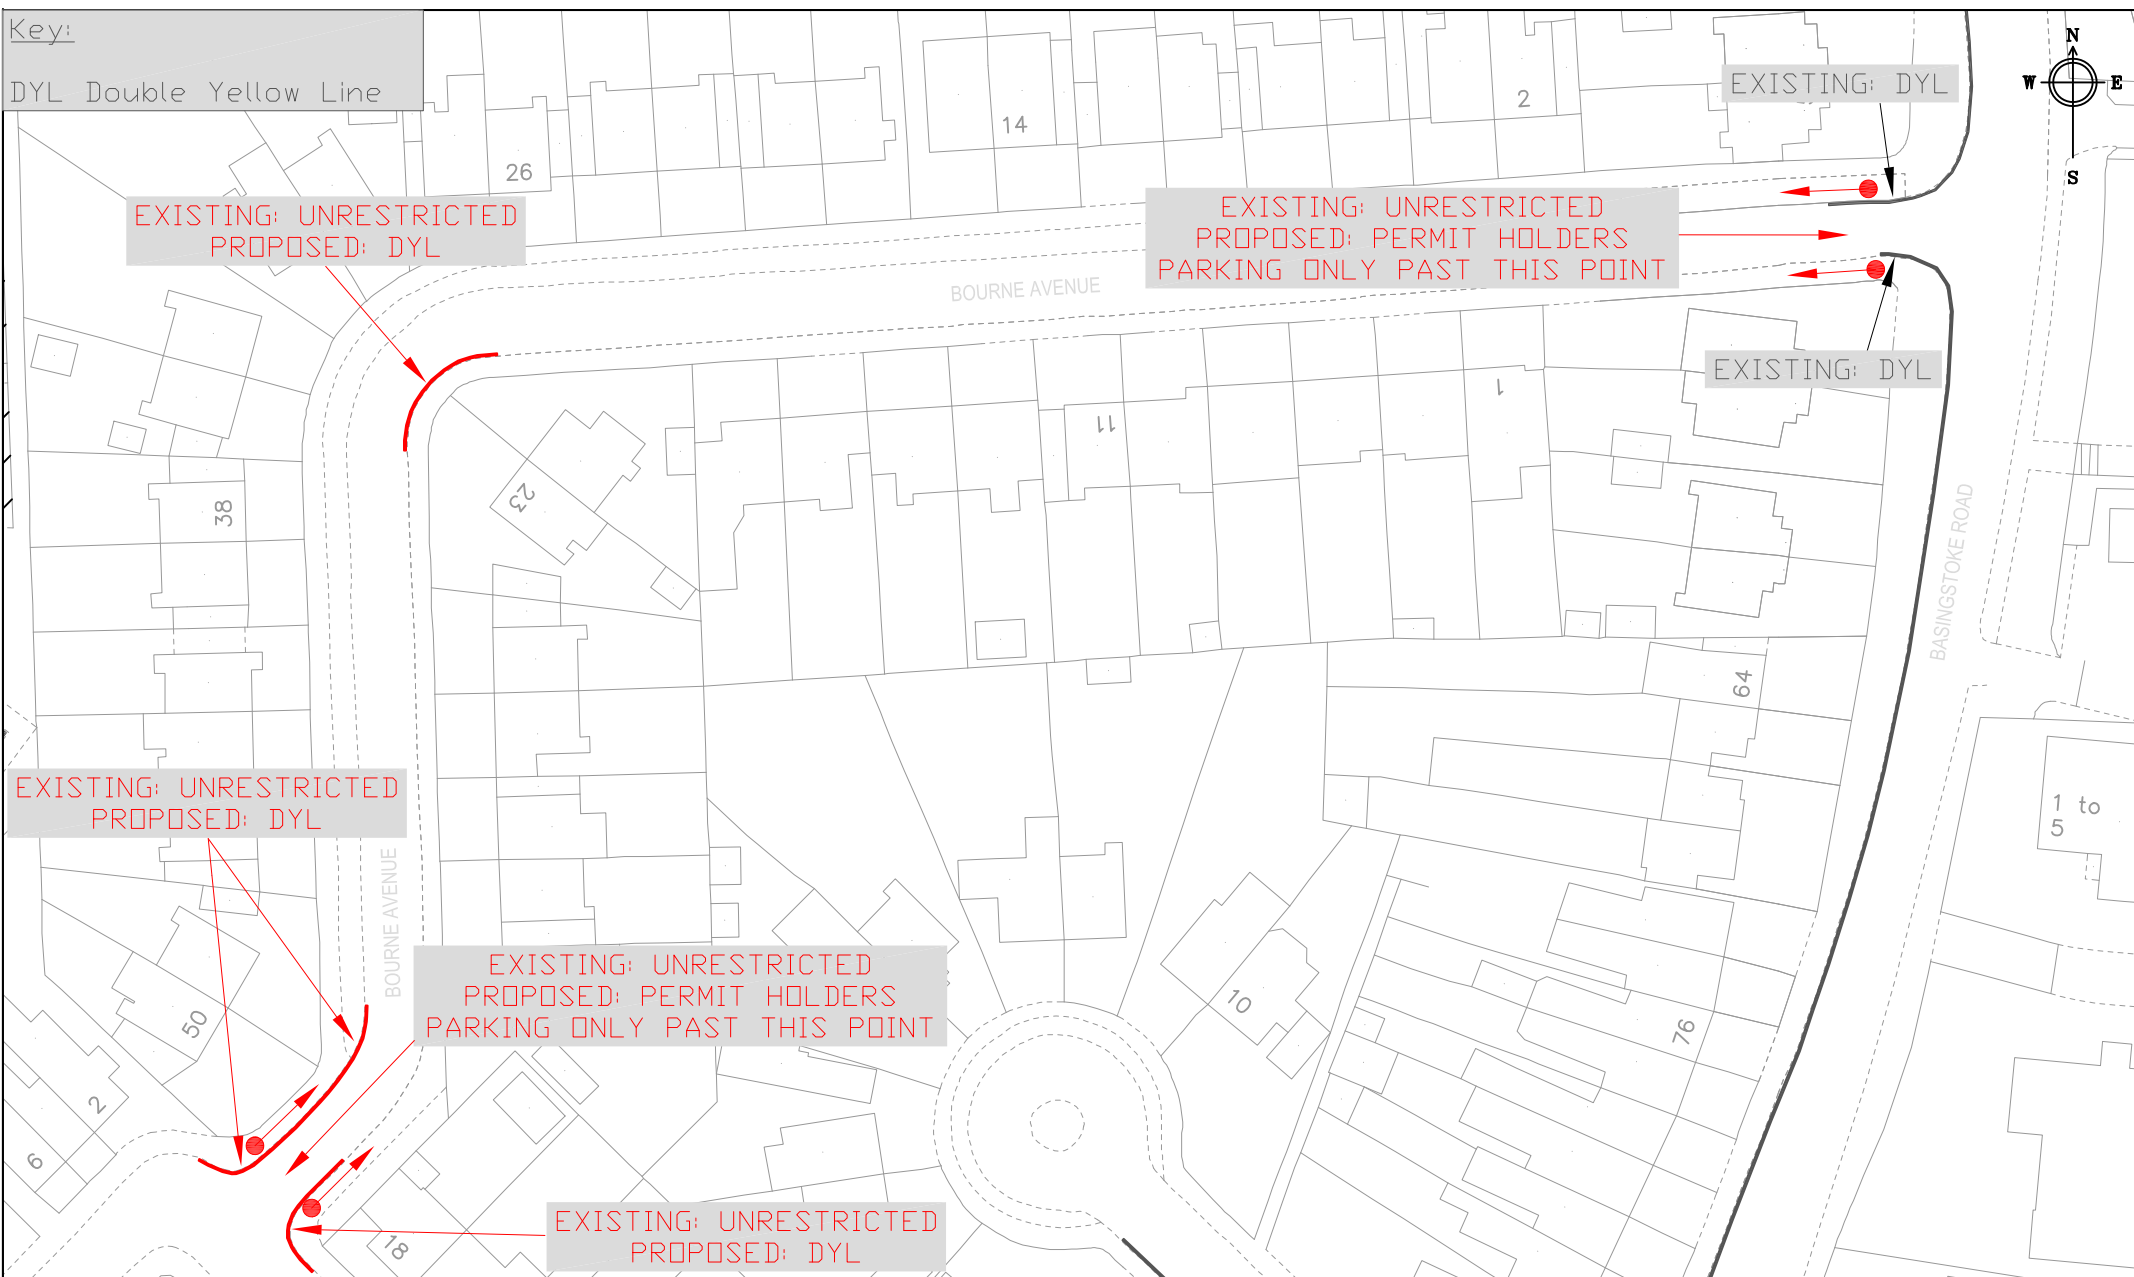 Key:
DYL Double Yellow Line
N
W
E
S
EXISTING: DYL
2
14
26
EXISTING: UNRESTRICTED
PROPOSED: DYL
EXISTING: UNRESTRICTED
PROPOSED: PERMIT HOLDERS
PARKING ONLY PAST THIS POINT
BOURNE AVENUE
EXISTING: DYL
1
11
23
38
BASINGSTOKE ROAD
64
EXISTING: UNRESTRICTED
PROPOSED: DYL
1 to
5
BOURNE AVENUE
EXISTING: UNRESTRICTED
PROPOSED: PERMIT HOLDERS
PARKING ONLY PAST THIS POINT
10
50
76
2
6
18
EXISTING: UNRESTRICTED
PROPOSED: DYL